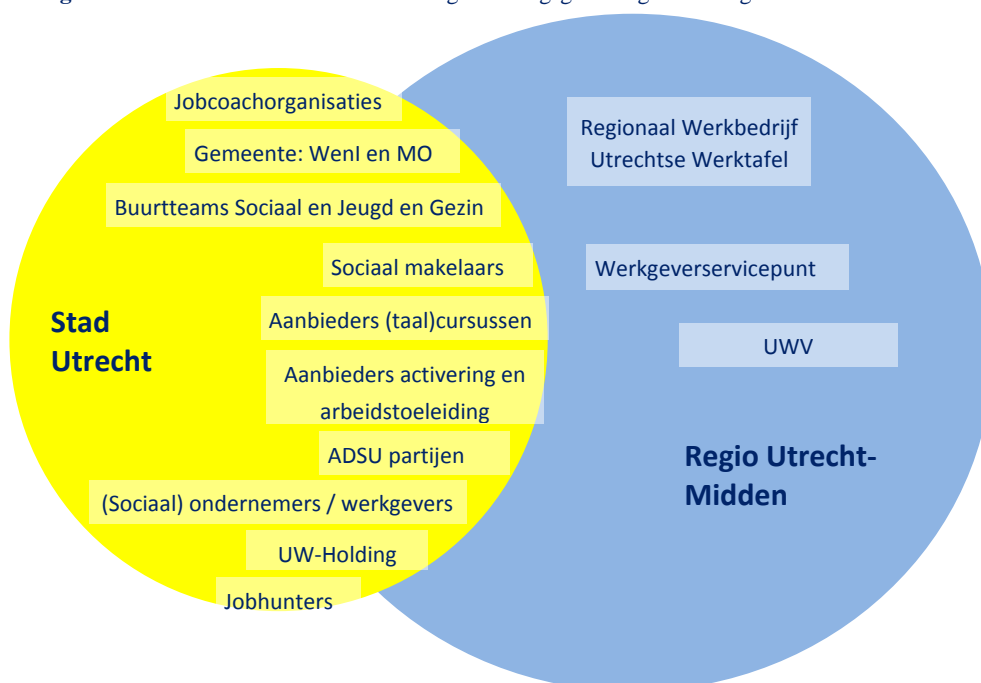 Jobcoachorganisaties
Gemeente: WenI en MO
Buurtteams Sociaal en Jeugd en Gezin
Sociaal makelaars
Aanbieders (taal)cursussen
Stad
Utrecht
Aanbieders activering en
arbeidstoeleiding
ADSU partijen
(Sociaal) ondernemers / werkgevers
UW-Holding
Jobhunters
Regionaal Werkbedrijf
Utrechtse Werktafel
Werkgeverservicepunt
UWV
Regio Utrecht-
Midden